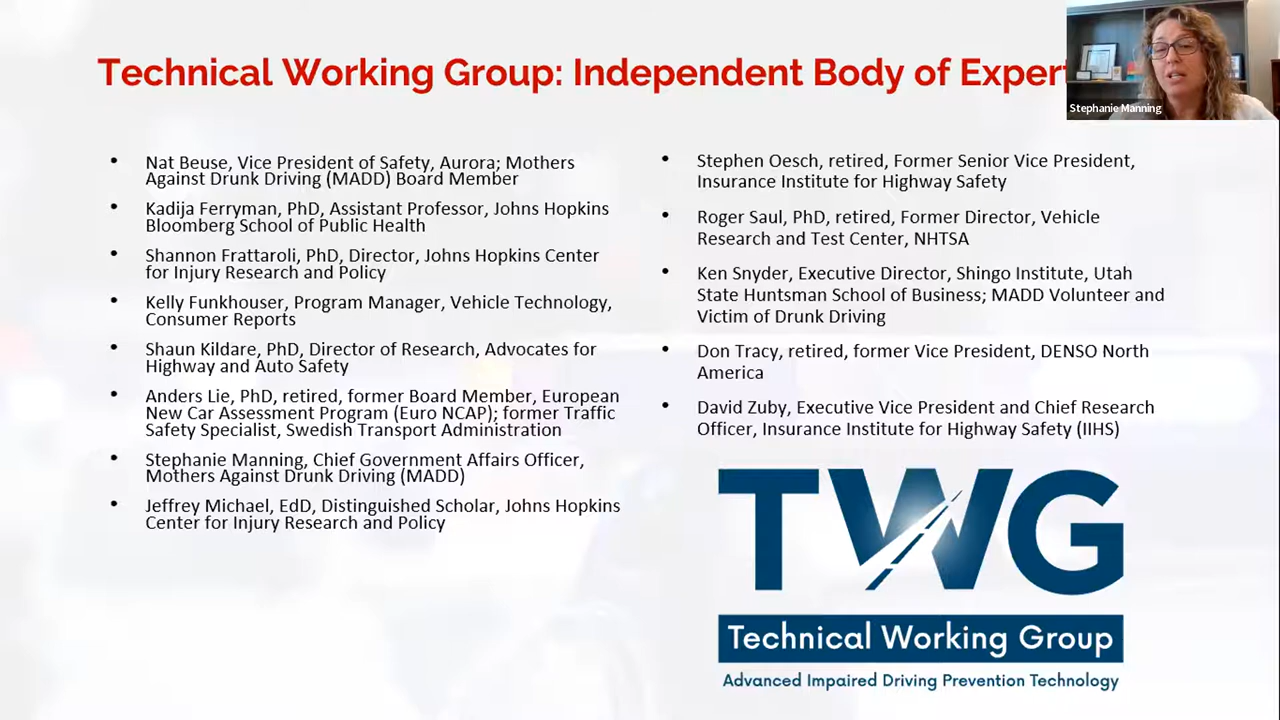 Technical Working Group: Independent Body of Exper
Stephanie Manning
• Nat Beuse, Vice President of Safety, Aurora; Mothers
Against Drunk Driving (MADD) Board Member
• Kadija Ferryman, PhD, Assistant Professor, Johns Hopkins
Bloomberg School of Public Health
• Shannon Frattaroli, PhD, Director, Johns Hopkins Center
for Injury Research and Policy
• Kelly Funkhouser, Program Manager, Vehicle Technology,
Consumer Reports
• Shaun Kildare, PhD, Director of Research, Advocates for
Highway and Auto Safety
• Anders Lie, PhD, retired, former Board Member, European
New Car Assessment Program (Euro NCAP); former Traffic
Safety Specialist, Swedish Transport Administration
• Stephanie Manning, Chief Government Affairs Officer,
Mothers Against Drunk Driving (MADD)
• Jeffrey Michael, EdD, Distinguished Scholar, Johns Hopkins
Center for Injury Research and Policy
• Stephen Oesch, retired, Former Senior Vice President,
Insurance Institute for Highway Safety
• Roger Saul, PhD, retired, Former Director, Vehicle
Research and Test Center, NHTSA
• Ken Snyder, Executive Director, Shingo Institute, Utah
State Huntsman School of Business; MADD Volunteer and
Victim of Drunk Driving
• Don Tracy, retired, former Vice President, DENSO North
America
• David Zuby, Executive Vice President and Chief Research
Officer, Insurance Institute for Highway Safety (IIHS)
TWG
Technical Working Group
Advanced Impaired Driving Prevention Technology